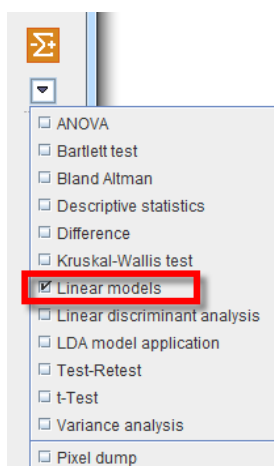 Σ+
ANOVA
Bartlett test
Bland Altman
Descriptive statistics
Difference
Kruskal-Wallis test
Linear models
Linear discriminant analysis
LDA model application
Test-Retest
t-Test
Variance analysis
Pixel dump